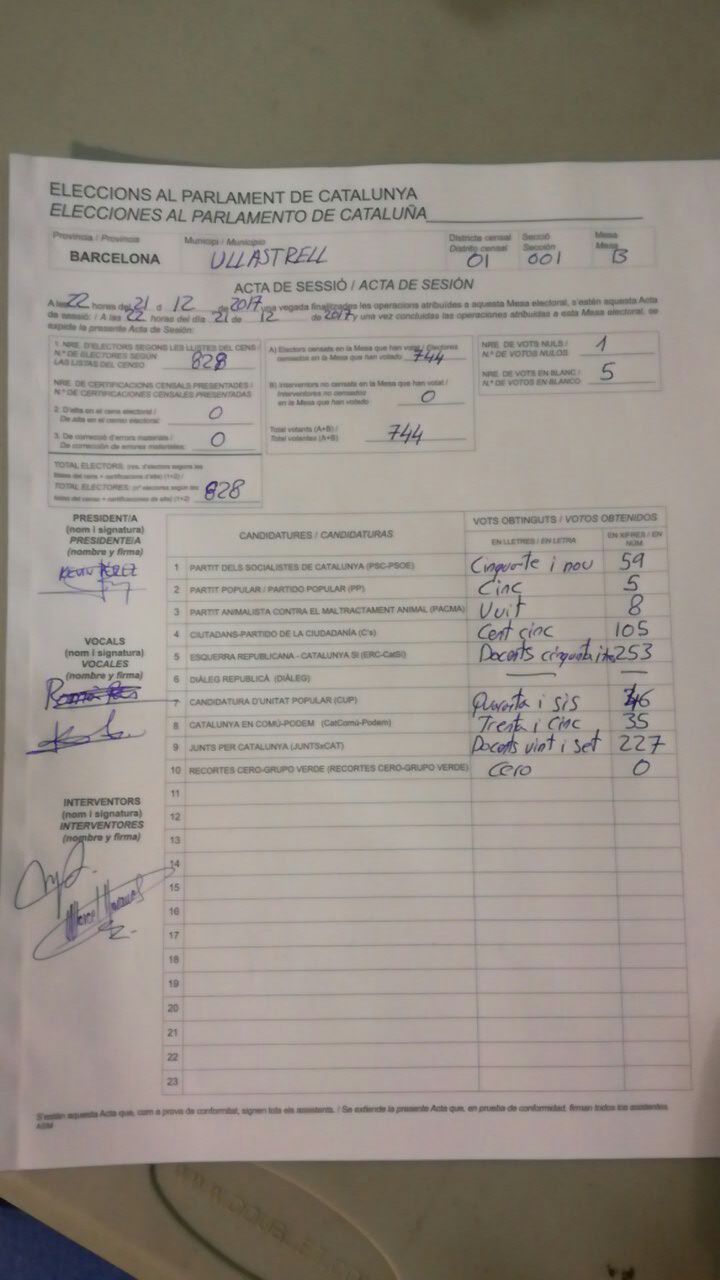 ELECCIONS AL PARLAMENT DE CATALUNYA
ELECCIONES AL PARLAMENTO DE CATALUÑA
Província / Provincia Municipi / Municipio Districte censal Secció Mesa
Distrito censal Sección Mesa
BARCELONA ULLASTRELL 01 001 B
ACTA DE SESSIÓ / ACTA DE SESIÓN
A les 22 hores del 21 d 12 de 2017 una vegada finalitzades les operacions atribuïdes a aquesta Mesa electoral, s'estén aquesta Acta
de sessió: / A las 22 horas del día 21 de 12 de 2017 y una vez concluidas las operaciones atribuidas a esta Mesa electoral, se
expide la presente Acta de Sesión:
1. NRE. D'ELECTORS SEGONS LES LLISTES DEL CENS /
N.º DE ELECTORES SEGÚN
LAS LISTAS DEL CENSO 828
NRE. DE CERTIFICACIONS CENSALS PRESENTADES /
N.º DE CERTIFICACIONES CENSALES PRESENTADAS
2. D'alta en el cens electoral /
De alta en el censo electoral: 0
3. De correcció d'errors materials /
De corrección de errores materiales: 0
TOTAL ELECTORS: (nre. d'electors segons les
llistes del cens + certificacions d'alta) (1+2) /
TOTAL ELECTORES: (nº electores según las
listas del censo + certificaciones de alta) (1+2) 828
A) Electors censats en la Mesa que han votat / Electores
censados en la Mesa que han votado 744
B) Interventors no censats en la Mesa que han votat /
Interventores no censados
en la Mesa que han votado 0
Total votants (A+B) /
Total votantes (A+B) 744
NRE. DE VOTS NULS /
N.º DE VOTOS NULOS 1
NRE. DE VOTS EN BLANC /
N.º DE VOTOS EN BLANCO 5
PRESIDENT/A
(nom i signatura)
PRESIDENTE/A
(nombre y firma)
KEVIN PÉREZ
VOCALS
(nom i signatura)
VOCALES
(nombre y firma)
INTERVENTORS
(nom i signatura)
INTERVENTORES
(nombre y firma)
CANDIDATURES / CANDIDATURAS VOTS OBTINGUTS / VOTOS OBTENIDOS
EN LLETRES / EN LETRA EN XIFRES / EN NÚM.
1 PARTIT DELS SOCIALISTES DE CATALUNYA (PSC-PSOE) Cinquanta i nou 59
2 PARTIT POPULAR / PARTIDO POPULAR (PP) Cinc 5
3 PARTIT ANIMALISTA CONTRA EL MALTRACTAMENT ANIMAL (PACMA) Vuit 8
4 CIUTADANS-PARTIDO DE LA CIUDADANÍA (C's) Cent cinc 105
5 ESQUERRA REPUBLICANA - CATALUNYA SÍ (ERC-CatSí) Docents cinquanta 253
6 DIÀLEG REPUBLICÀ (DIÀLEG) — —
7 CANDIDATURA D'UNITAT POPULAR (CUP) Quaranta i sis 46
8 CATALUNYA EN COMÚ-PODEM (CatComú-Podem) Trenta i Cinc 35
9 JUNTS PER CATALUNYA (JUNTSxCAT) Docents vint i set 227
10 RECORTES CERO-GRUPO VERDE (RECORTES CERO-GRUPO VERDE) Cero 0
11
12
13
14
15
16
17
18
19
20
21
22
23
S'estén aquesta Acta que, com a prova de conformitat, signen tots els assistents. / Se extiende la presente Acta que, en prueba de conformidad, firman todos los asistentes.